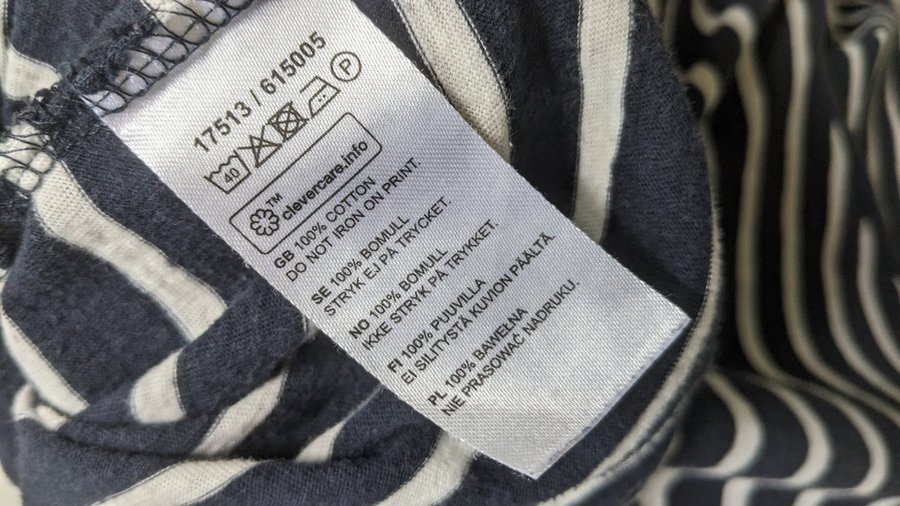 17513 / 615005
40 P
clevercare.info ™
GB 100% COTTON
DO NOT IRON ON PRINT.
SE 100% BOMULL
STRYK EJ PÅ TRYCKET.
NO 100% BOMULL
IKKE STRYK PÅ TRYKKET.
FI 100% PUUVILLA
EI SILITYSTÄ KUVION PÄÄLTÄ
PL 100% BAWEŁNA
NIE PRASOWAĆ NADRUKU.